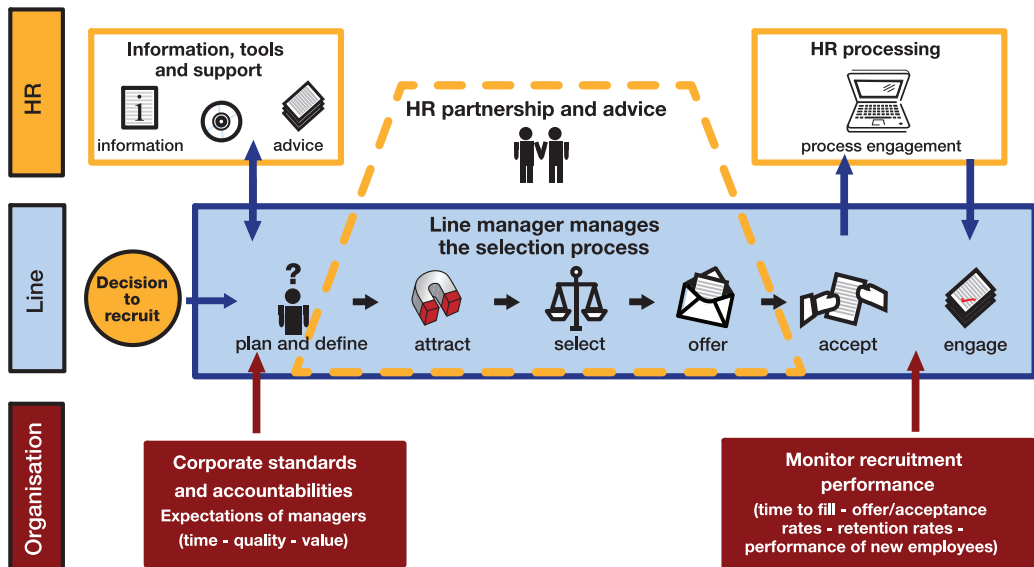 HR
Information, tools
and support
i
information
advice
HR partnership and advice
HR processing
process engagement
Line
Decision
to
recruit
Line manager manages
the selection process
?
plan and define
attract
select
offer
accept
engage
Organisation
Corporate standards
and accountabilities
Expectations of managers
(time - quality - value)
Monitor recruitment
performance
(time to fill - offer/acceptance
rates - retention rates -
performance of new employees)